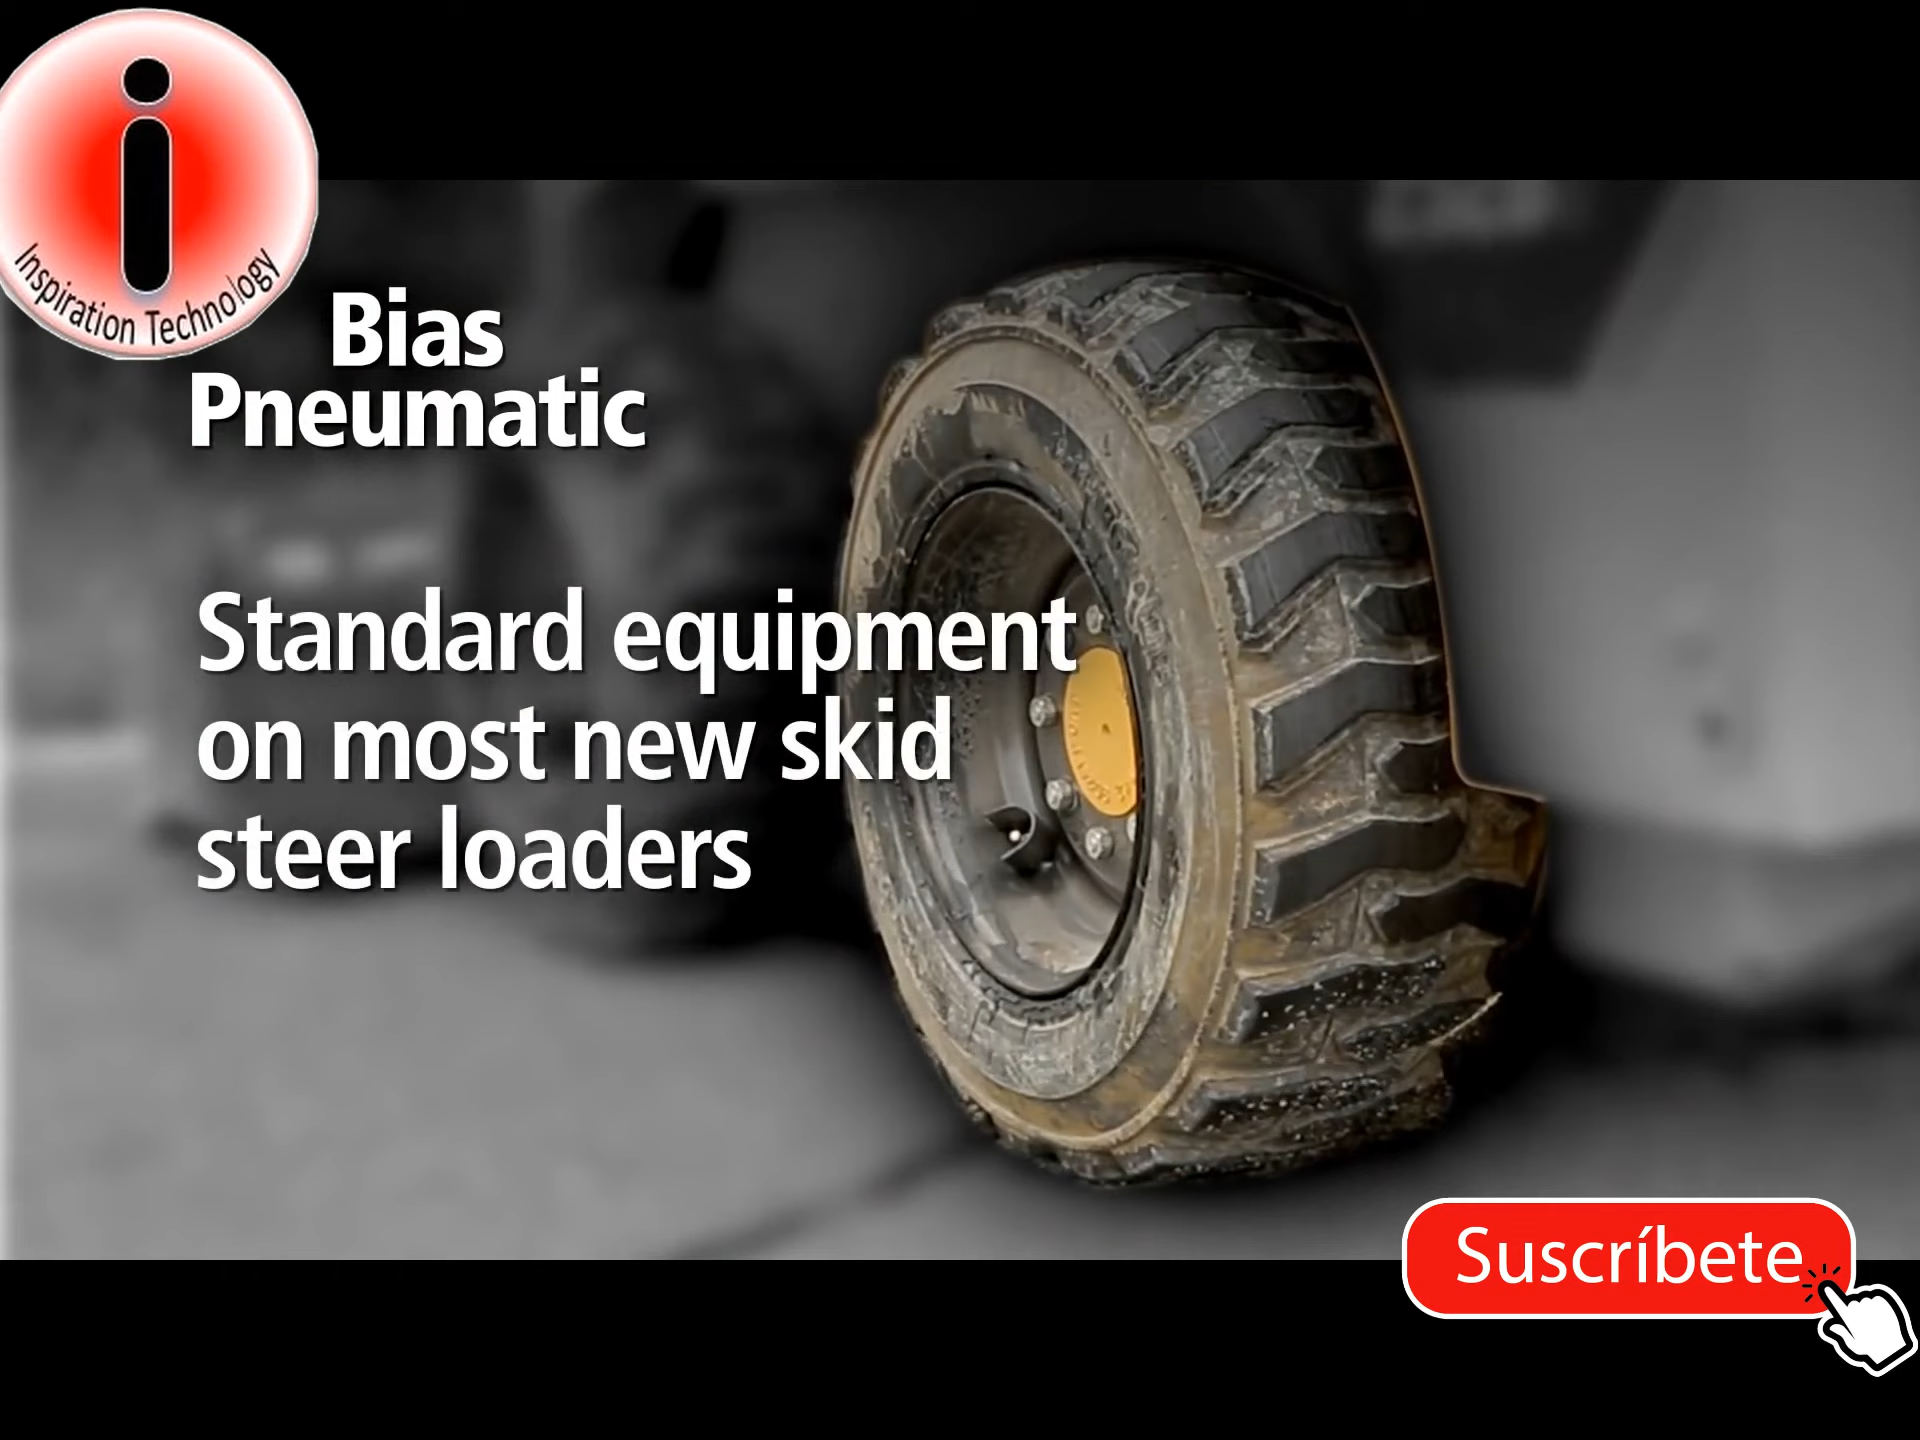 i
Inspiration Technology
Bias
Pneumatic
Standard equipment
on most new skid
steer loaders
Suscríbete